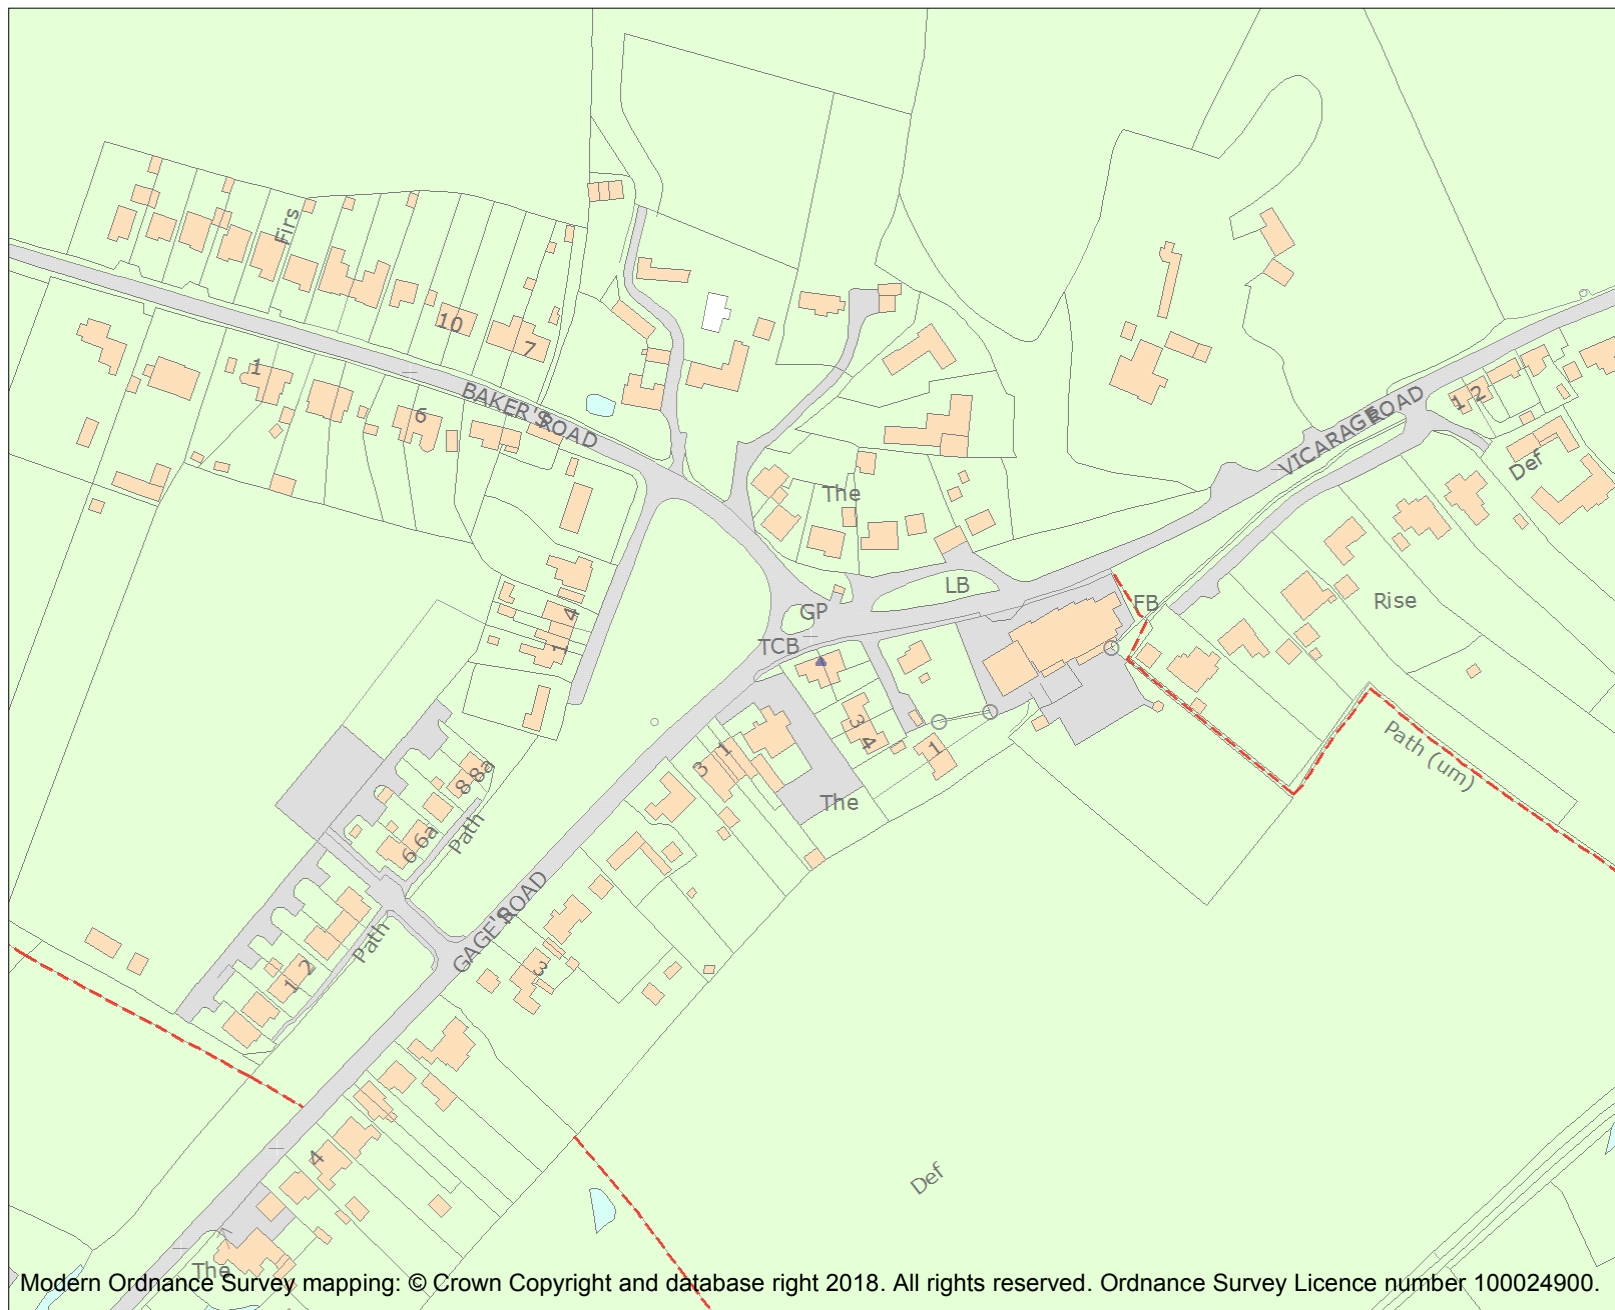 Firs
10
7
1
6
BAKER'S ROAD
VICARAGE ROAD
1 2
Def
The
LB
GP
FB
Rise
TCB
4
1
3
4
1
1
3
The
Path (um)
8 8a
6 6a
Path
GAGE'S ROAD
Path
3
2
1
4
Def
The
Modern Ordnance Survey mapping: © Crown Copyright and database right 2018. All rights reserved. Ordnance Survey Licence number 100024900.